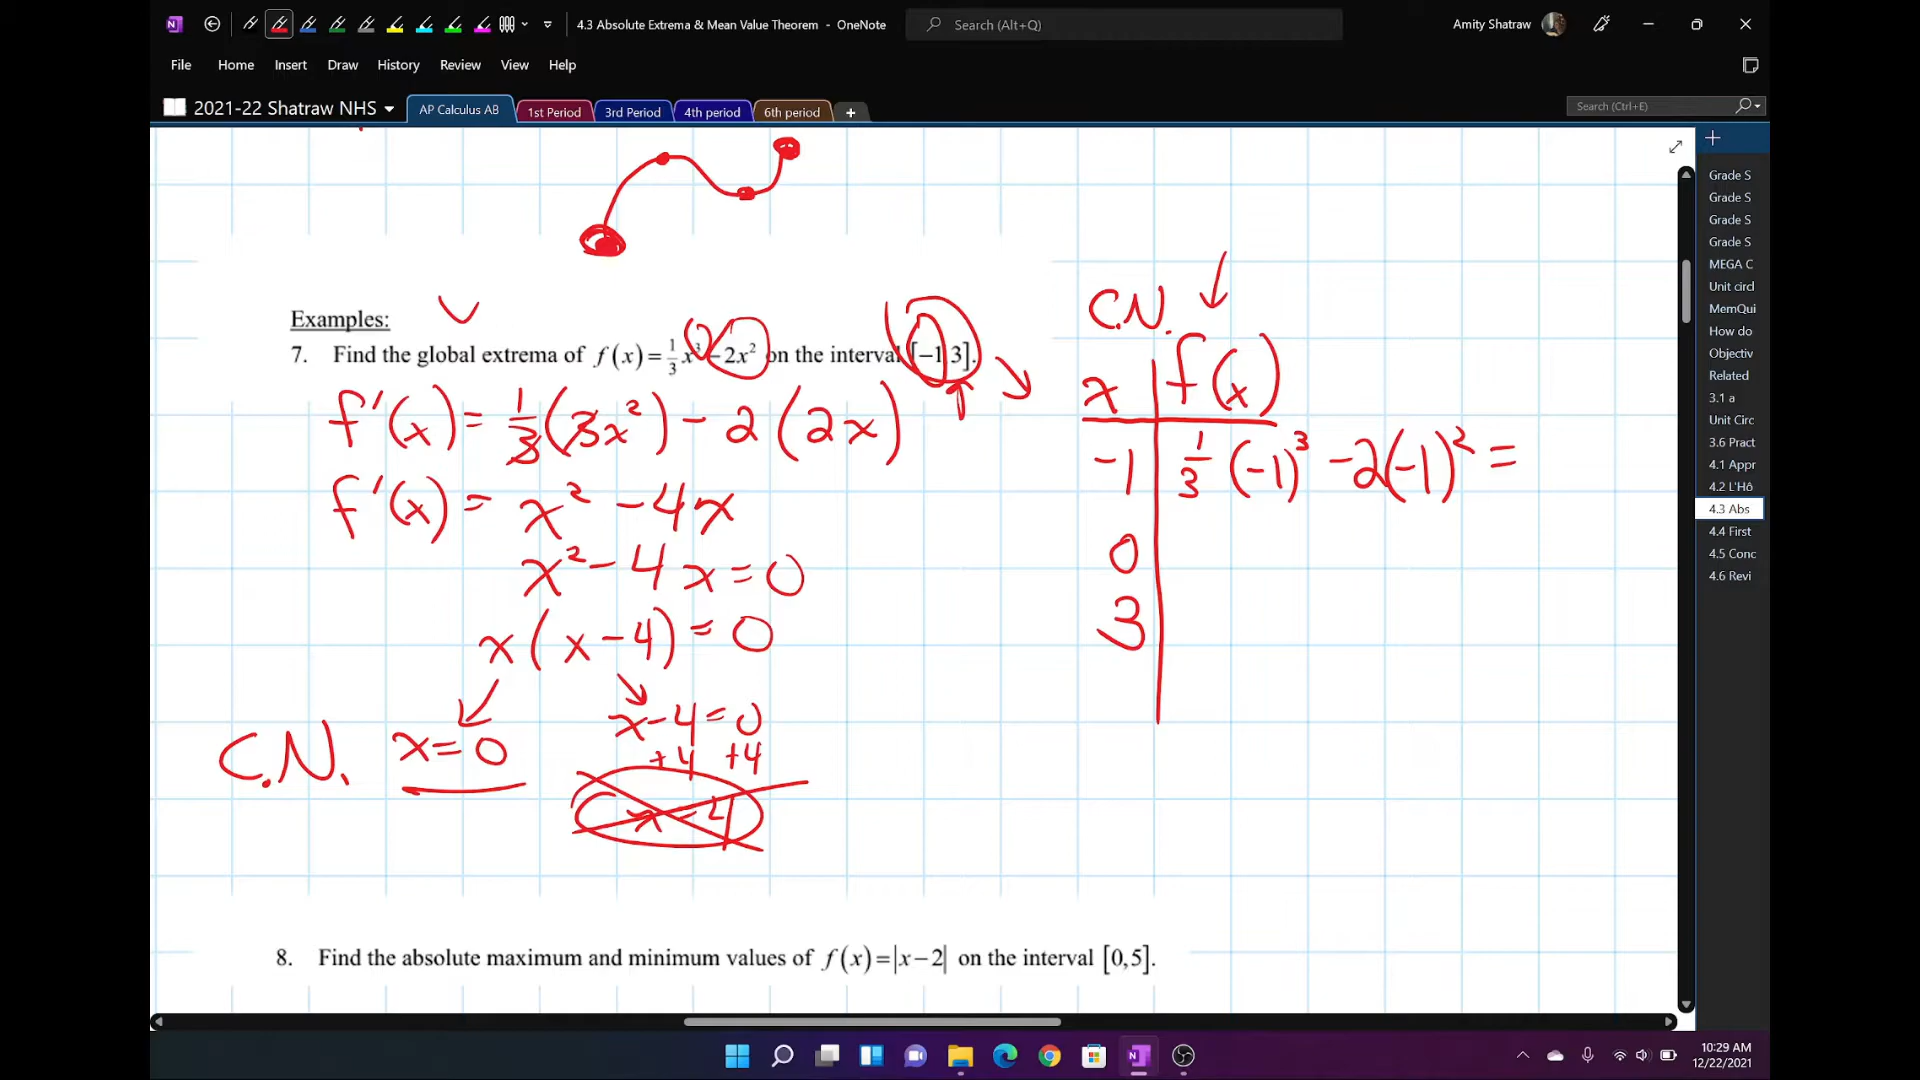 4.3 Absolute Extrema & Mean Value Theorem - OneNote
Search (Alt+Q)
Amity Shatraw
File Home Insert Draw History Review View Help
2021-22 Shatraw NHS
AP Calculus AB
1st Period
3rd Period
4th period
6th period
+
Search (Ctrl+E)
Examples:
7. Find the global extrema of f(x)=1/3x³−2x² on the interval [−1,3].
f'(x) = 1/3(3x²) − 2(2x)
f'(x) = x² − 4x
x² − 4x = 0
x(x − 4) = 0
x − 4 = 0
+4 +4
C.N. x = 0
x = 4
C.N.
x f(x)
−1 1/3(−1)³ − 2(−1)² =
0
3
8. Find the absolute maximum and minimum values of f(x)=|x−2| on the interval [0,5].
Grade S
Grade S
Grade S
Grade S
MEGA C
Unit circl
MemQui
How do
Objectiv
Related
3.1 a
Unit Circ
3.6 Pract
4.1 Appr
4.2 L'Hô
4.3 Abs
4.4 First
4.5 Conc
4.6 Revi
10:29 AM
12/22/2021